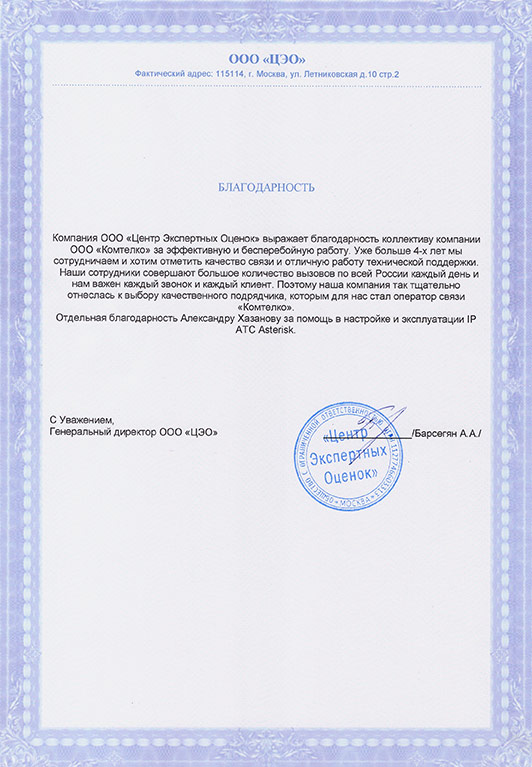 ООО «ЦЭО»
Фактический адрес: 115114, г. Москва, ул. Летниковская д.10 стр.2
БЛАГОДАРНОСТЬ
Компания ООО «Центр Экспертных Оценок» выражает благодарность коллективу компании
ООО «Комтелко» за эффективную и бесперебойную работу. Уже больше 4-х лет мы
сотрудничаем и хотим отметить качество связи и отличную работу технической поддержки.
Наши сотрудники совершают большое количество вызовов по всей России каждый день и
нам важен каждый звонок и каждый клиент. Поэтому наша компания так тщательно
отнеслась к выбору качественного подрядчика, которым для нас стал оператор связи
«Комтелко».
Отдельная благодарность Александру Хазанову за помощь в настройке и эксплуатации IP
АТС Asterisk.
С Уважением,
Генеральный директор ООО «ЦЭО»
/Барсегян А.А./
«Центр
Экспертных
Оценок»
ОБЩЕСТВО С ОГРАНИЧЕННОЙ ОТВЕТСТВЕННОСТЬЮ
МОСКВА